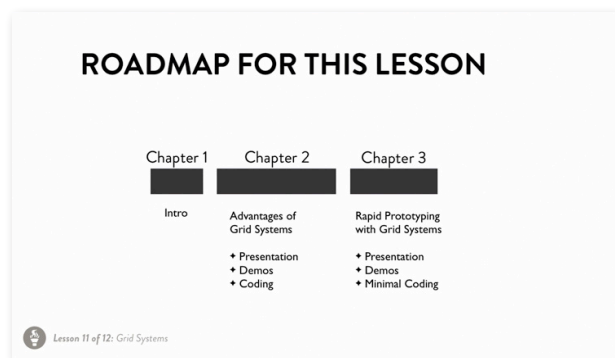 ROADMAP FOR THIS LESSON
Chapter 1
Chapter 2
Chapter 3
Intro
Advantages of
Grid Systems
✦ Presentation
✦ Demos
✦ Coding
Rapid Prototyping
with Grid Systems
✦ Presentation
✦ Demos
✦ Minimal Coding
Lesson 11 of 12: Grid Systems